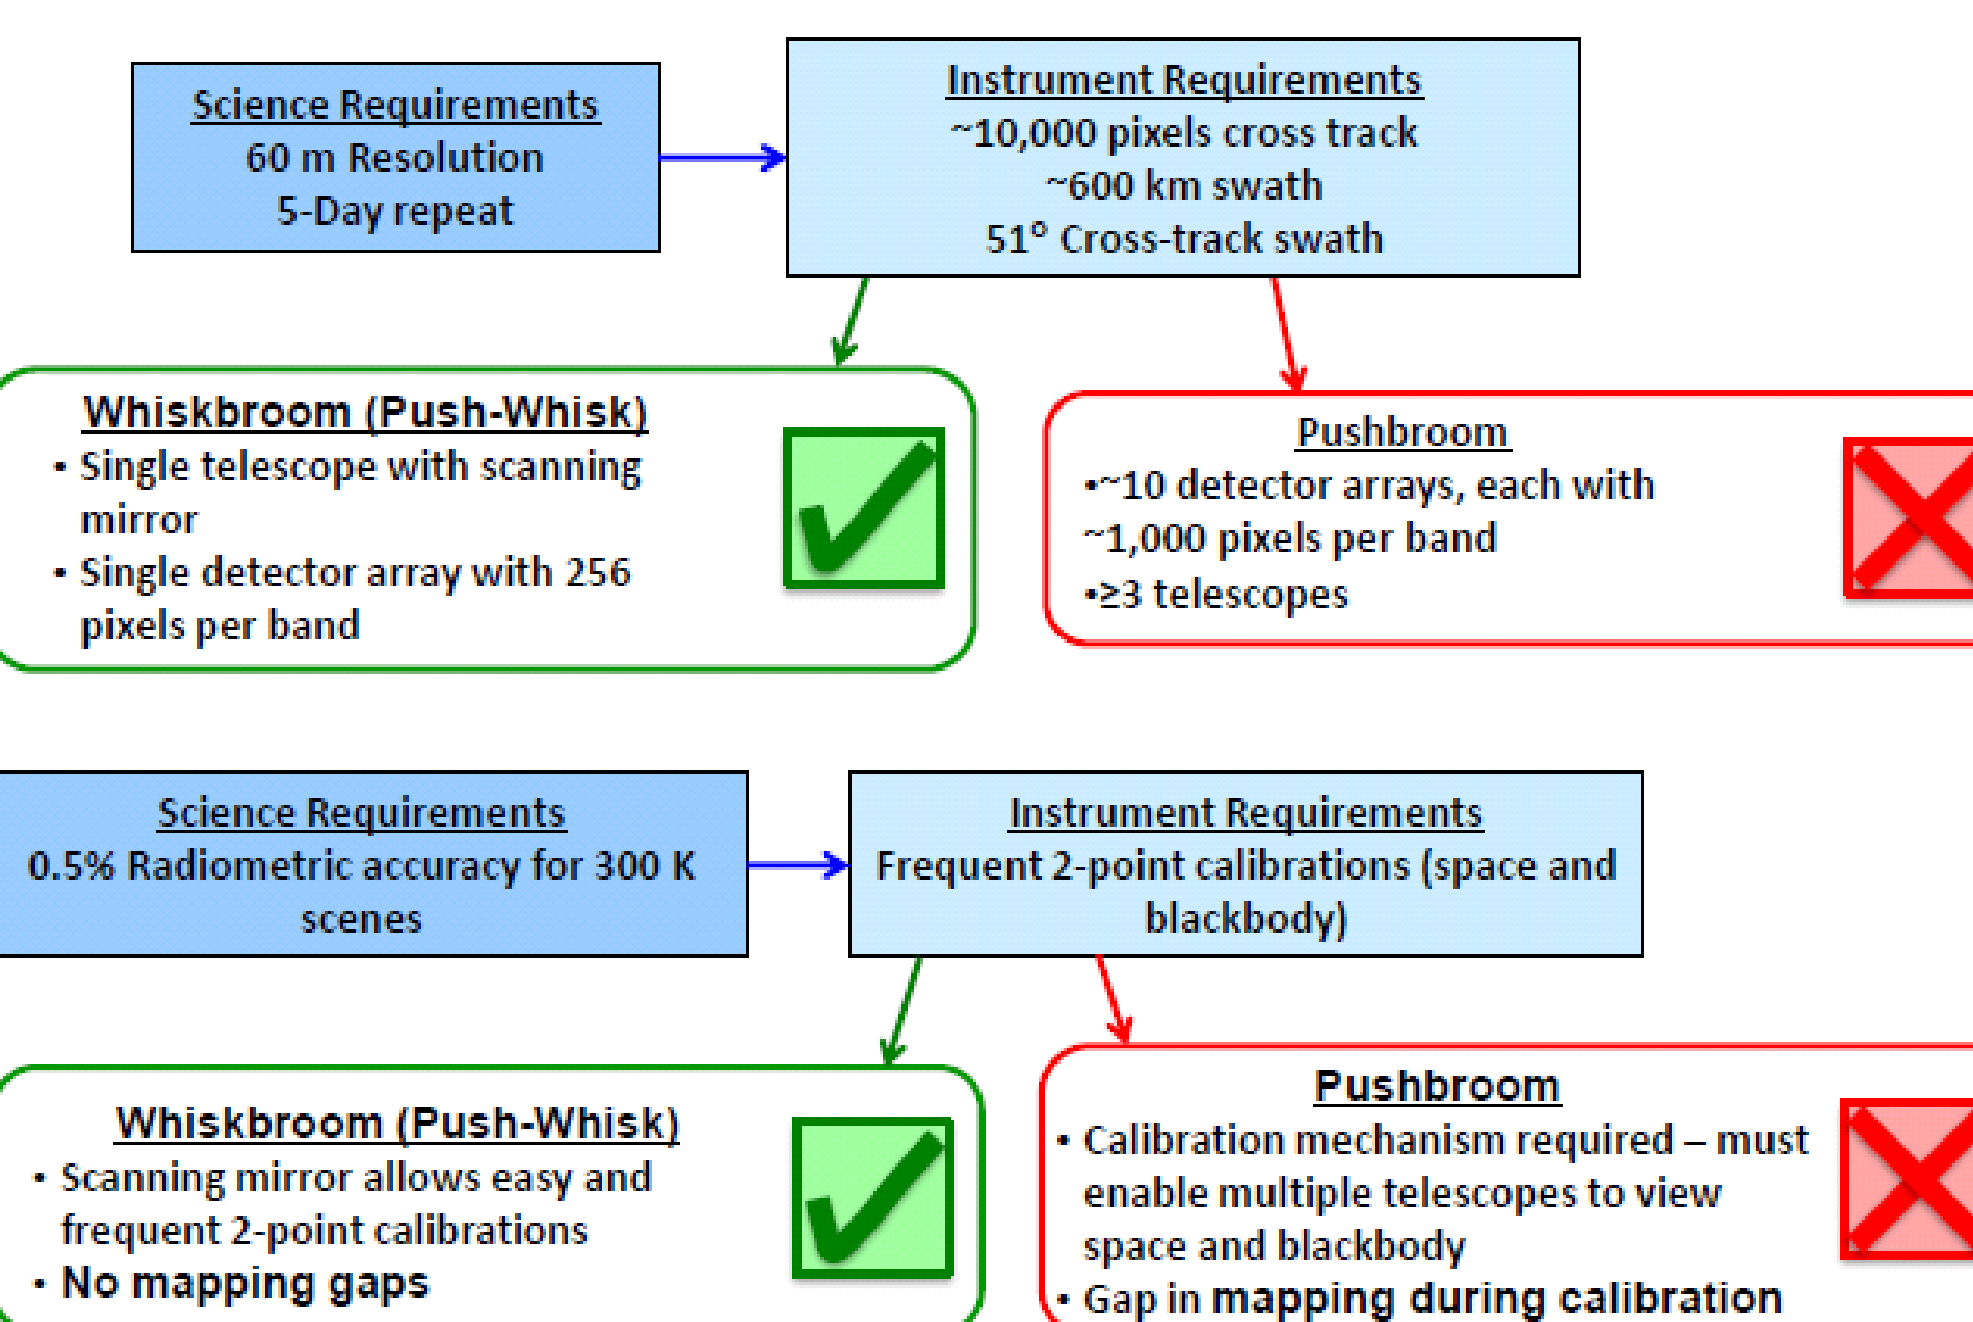 Science Requirements
60 m Resolution
5-Day repeat
Instrument Requirements
~10,000 pixels cross track
~600 km swath
51° Cross-track swath
Whiskbroom (Push-Whisk)
• Single telescope with scanning
mirror
• Single detector array with 256
pixels per band
Pushbroom
•~10 detector arrays, each with
~1,000 pixels per band
•≥3 telescopes
Science Requirements
0.5% Radiometric accuracy for 300 K
scenes
Instrument Requirements
Frequent 2-point calibrations (space and
blackbody)
Whiskbroom (Push-Whisk)
• Scanning mirror allows easy and
frequent 2-point calibrations
• No mapping gaps
Pushbroom
• Calibration mechanism required – must
enable multiple telescopes to view
space and blackbody
• Gap in mapping during calibration